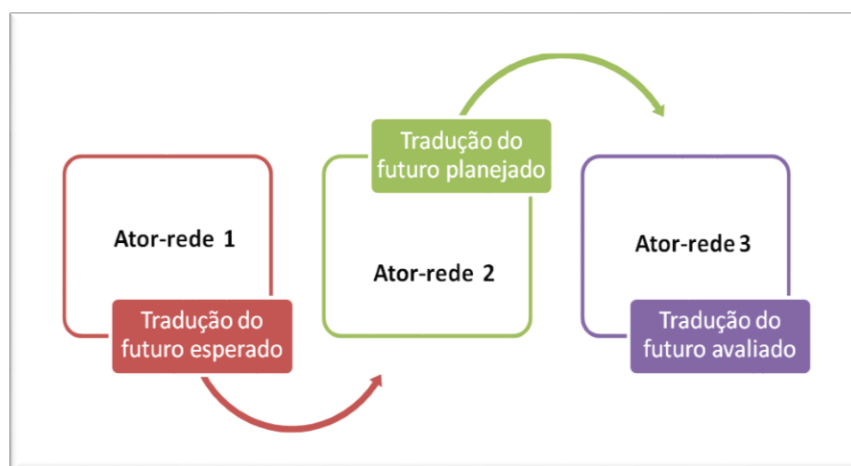 Ator-rede 1
Tradução do
futuro esperado
Tradução do
futuro planejado
Ator-rede 2
Ator-rede 3
Tradução do
futuro avaliado